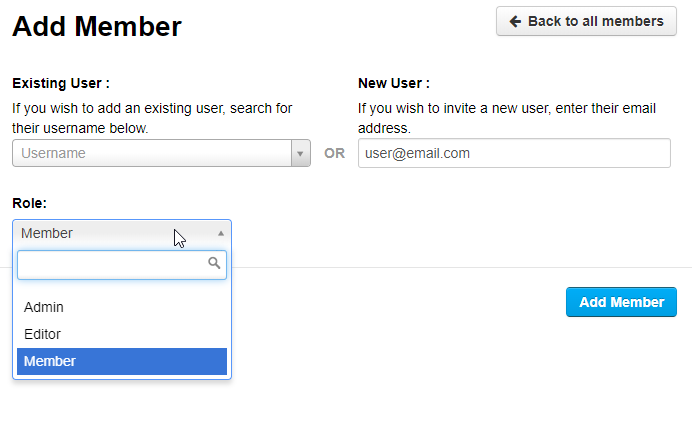 Add Member
Back to all members
Existing User :
If you wish to add an existing user, search for
their username below.
Username
OR
New User :
If you wish to invite a new user, enter their email
address.
user@email.com
Role:
Member
Admin
Editor
Member
Add Member